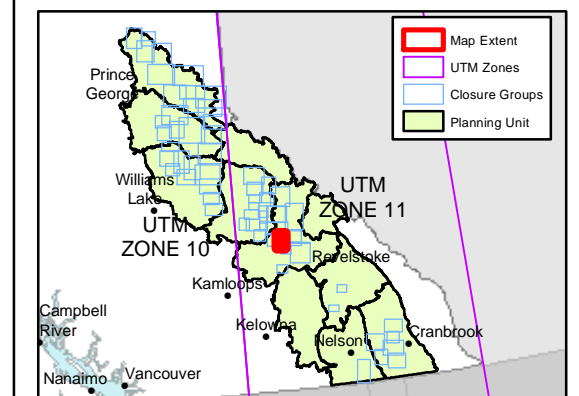 Map Extent
UTM Zones
Closure Groups
Planning Unit
Prince
George
Williams
Lake
UTM
ZONE 10
UTM
ZONE 11
Revelstoke
Kamloops
Campbell
River
Kelowna
Nelson
Cranbrook
Nanaimo
Vancouver